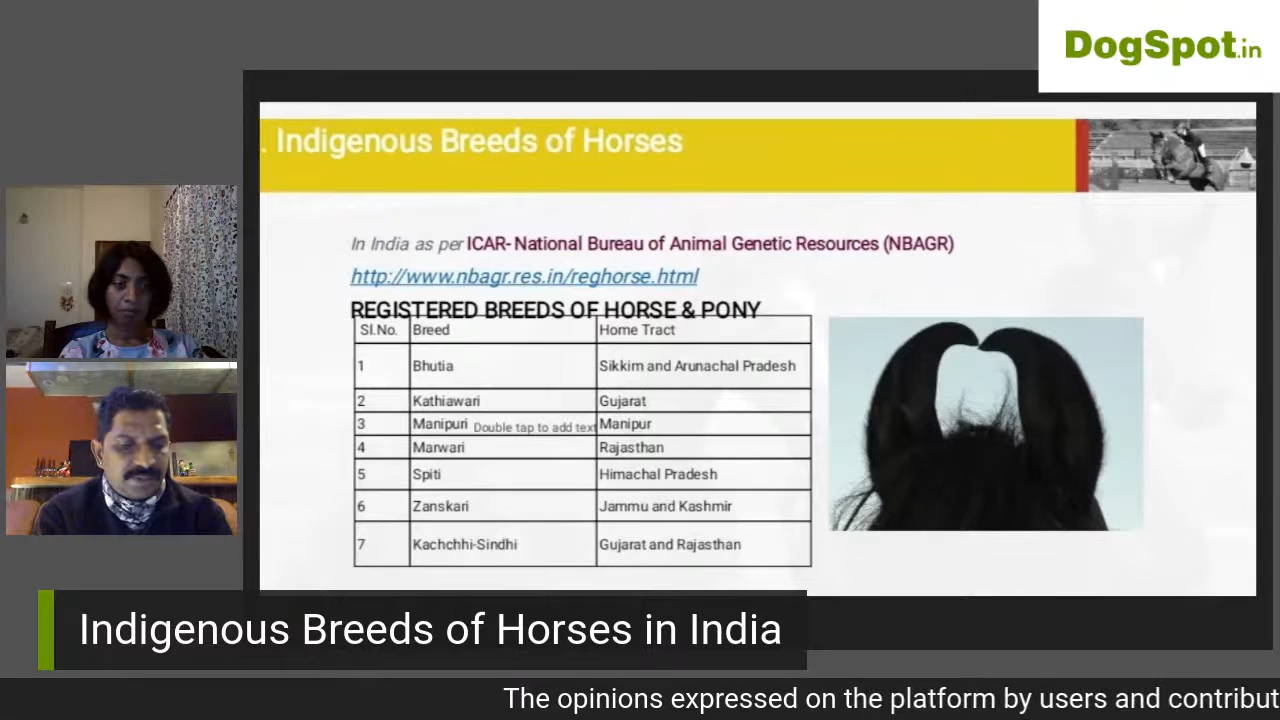 DogSpot.in
. Indigenous Breeds of Horses
In India as per ICAR- National Bureau of Animal Genetic Resources (NBAGR)
http://www.nbagr.res.in/reghorse.html
REGISTERED BREEDS OF HORSE & PONY
Sl.No. Breed Home Tract
1 Bhutia Sikkim and Arunachal Pradesh
2 Kathiawari Gujarat
3 Manipuri Double tap to add text Manipur
4 Marwari Rajasthan
5 Spiti Himachal Pradesh
6 Zanskari Jammu and Kashmir
7 Kachchhi-Sindhi Gujarat and Rajasthan
Indigenous Breeds of Horses in India
The opinions expressed on the platform by users and contribut